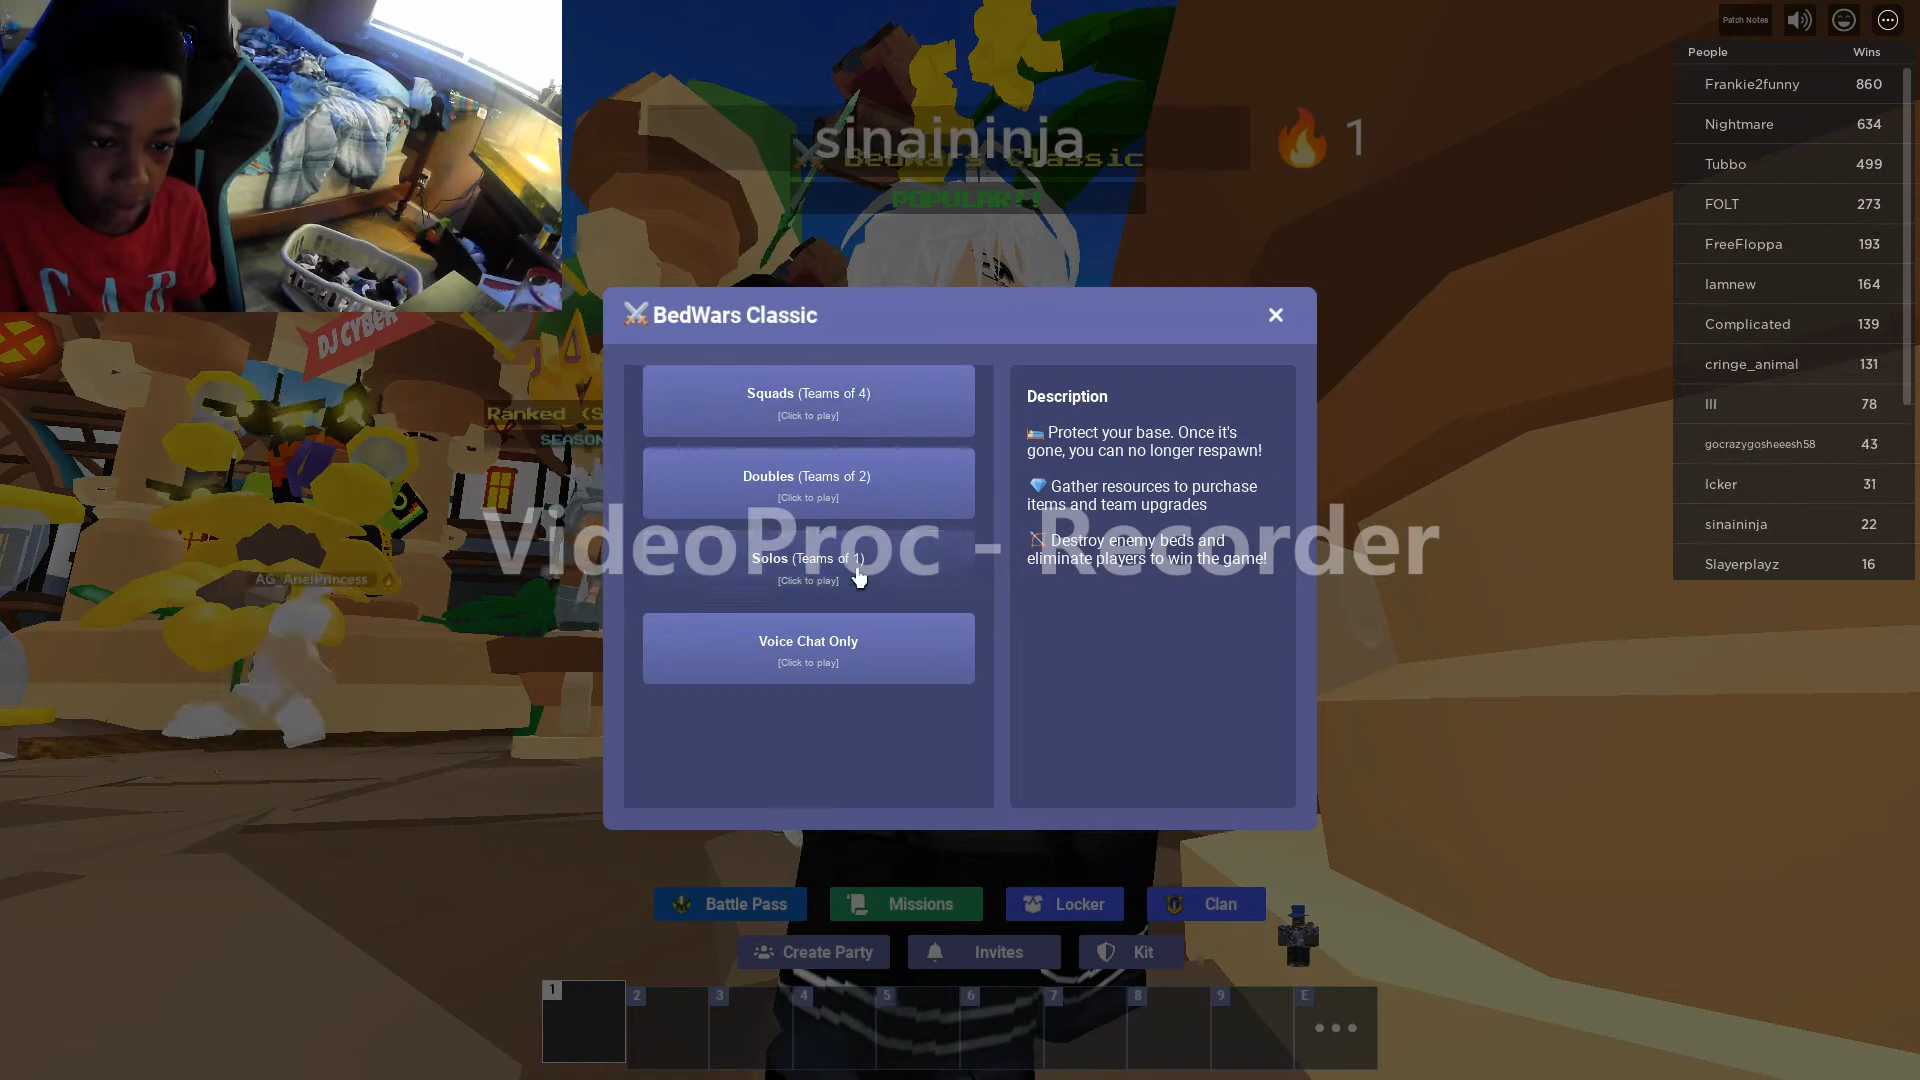 Patch Notes
People Wins
Frankie2funny 860
Nightmare 634
Tubbo 499
FOLT 273
FreeFloppa 193
Iamnew 164
Complicated 139
cringe_animal 131
III 78
gocrazygosheeesh58 43
Icker 31
sinaininja 22
Slayerplayz 16
GAP
sinaininja 1
BedWars Classic
POPULAR!!
DJ CYBER
Ranked (S
SEASON
AG_ArielPrincess
BedWars Classic
Squads (Teams of 4)
[Click to play]
Doubles (Teams of 2)
[Click to play]
Solos (Teams of 1)
[Click to play]
Voice Chat Only
[Click to play]
Description
Protect your base. Once it's
gone, you can no longer respawn!
Gather resources to purchase
items and team upgrades
Destroy enemy beds and
eliminate players to win the game!
VideoProc - Recorder
Battle Pass Missions Locker Clan
Create Party Invites Kit
1 2 3 4 5 6 7 8 9 E